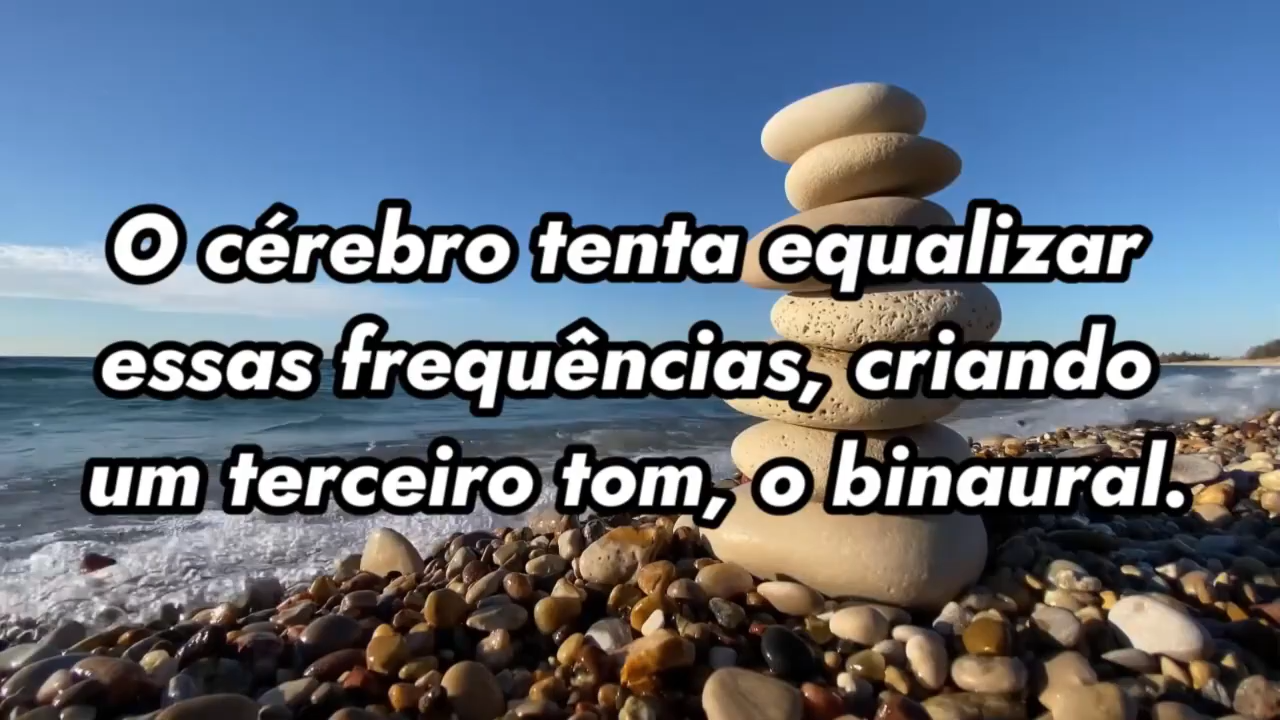 O cérebro tenta equalizar
essas frequências, criando
um terceiro tom, o binaural.